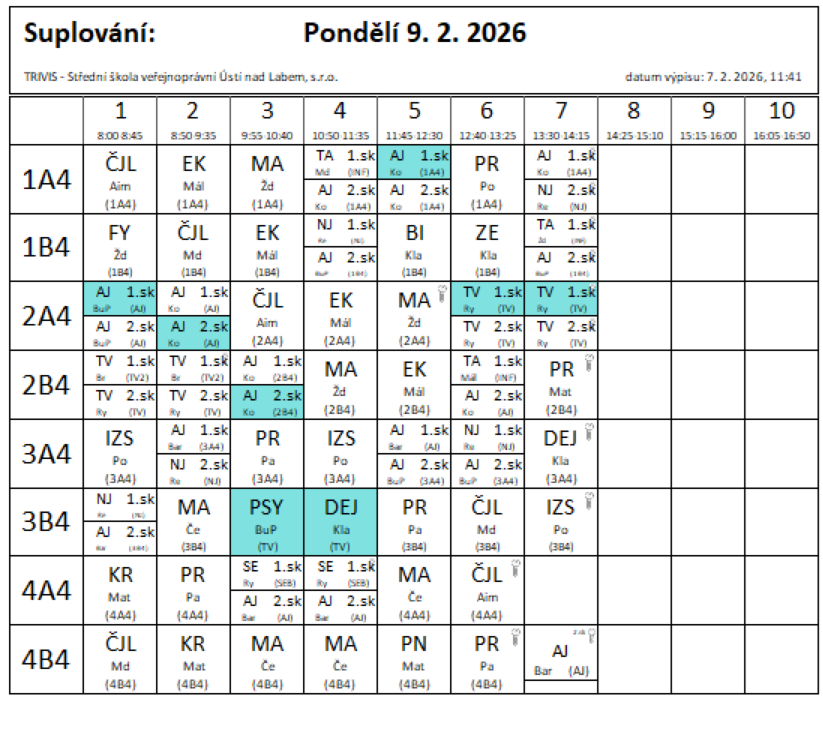 Suplování: Pondělí 9. 2. 2026
TRIVIS - Střední škola veřejnoprávní Ústí nad Labem, s.r.o. datum výpisu: 7. 2. 2026, 11:41
1 2 3 4 5 6 7 8 9 10
8:00-8:45 8:50-9:35 9:55-10:40 10:50-11:35 11:45-12:30 12:40-13:25 13:30-14:15 14:25-15:10 15:15-16:00 16:05-16:50
1A4
ČJL EK MA TA 1.sk AJ 1.sk PR AJ 1.sk
Md (INF) Ko (1A4) Ko (1A4)
Aim Mál Žd AJ 2.sk AJ 2.sk Po NJ 2.sk
(1A4) (1A4) (1A4) Ko (1A4) Ko (1A4) (1A4) Re (NJ)
1B4
FY ČJL EK NJ 1.sk BI ZE TA 1.sk
Re (NJ) Žd (INF)
Žd Md Mál AJ 2.sk Kla Kla AJ 2.sk
(1B4) (1B4) (1B4) BuP (1B4) (1B4) (1B4) BuP (1B4)
2A4
AJ 1.sk AJ 1.sk ČJL EK MA TV 1.sk TV 1.sk
BuP (AJ) Ko (AJ) Ry (TV) Ry (TV)
AJ 2.sk AJ 2.sk Aim Mál Žd TV 2.sk TV 2.sk
BuP (AJ) Ko (AJ) (2A4) (2A4) (2A4) Ry (TV) Ry (TV)
2B4
TV 1.sk TV 1.sk AJ 1.sk MA EK TA 1.sk PR
Br (TV2) Br (TV2) Ko (2B4) Mál (INF)
TV 2.sk TV 2.sk AJ 2.sk Žd Mál AJ 2.sk Mat
Ry (TV) Ry (TV) Ko (2B4) (2B4) (2B4) Ko (AJ) (2B4)
3A4
IZS AJ 1.sk PR IZS AJ 1.sk NJ 1.sk DEJ
Bar (3A4) Bar (AJ) Re (NJ)
Po NJ 2.sk Pa Po AJ 2.sk AJ 2.sk Kla
(3A4) Re (NJ) (3A4) (3A4) BuP (3A4) BuP (3A4) (3A4)
3B4
NJ 1.sk MA PSY DEJ PR ČJL IZS
Re (NJ)
AJ 2.sk Če BuP Kla Pa Md Po
(3B4) (3B4) (TV) (TV) (3B4) (3B4) (3B4)
4A4
KR PR SE 1.sk SE 1.sk MA ČJL
Ry (SEB) Ry (SEB)
Mat Pa AJ 2.sk AJ 2.sk Če Aim
(4A4) (4A4) Bar (AJ) Bar (AJ) (4A4) (4A4)
4B4
ČJL KR MA MA PN PR 2.sk
AJ
Md Mat Če Če Mat Pa Bar (AJ)
(4B4) (4B4) (4B4) (4B4) (4B4) (4B4)